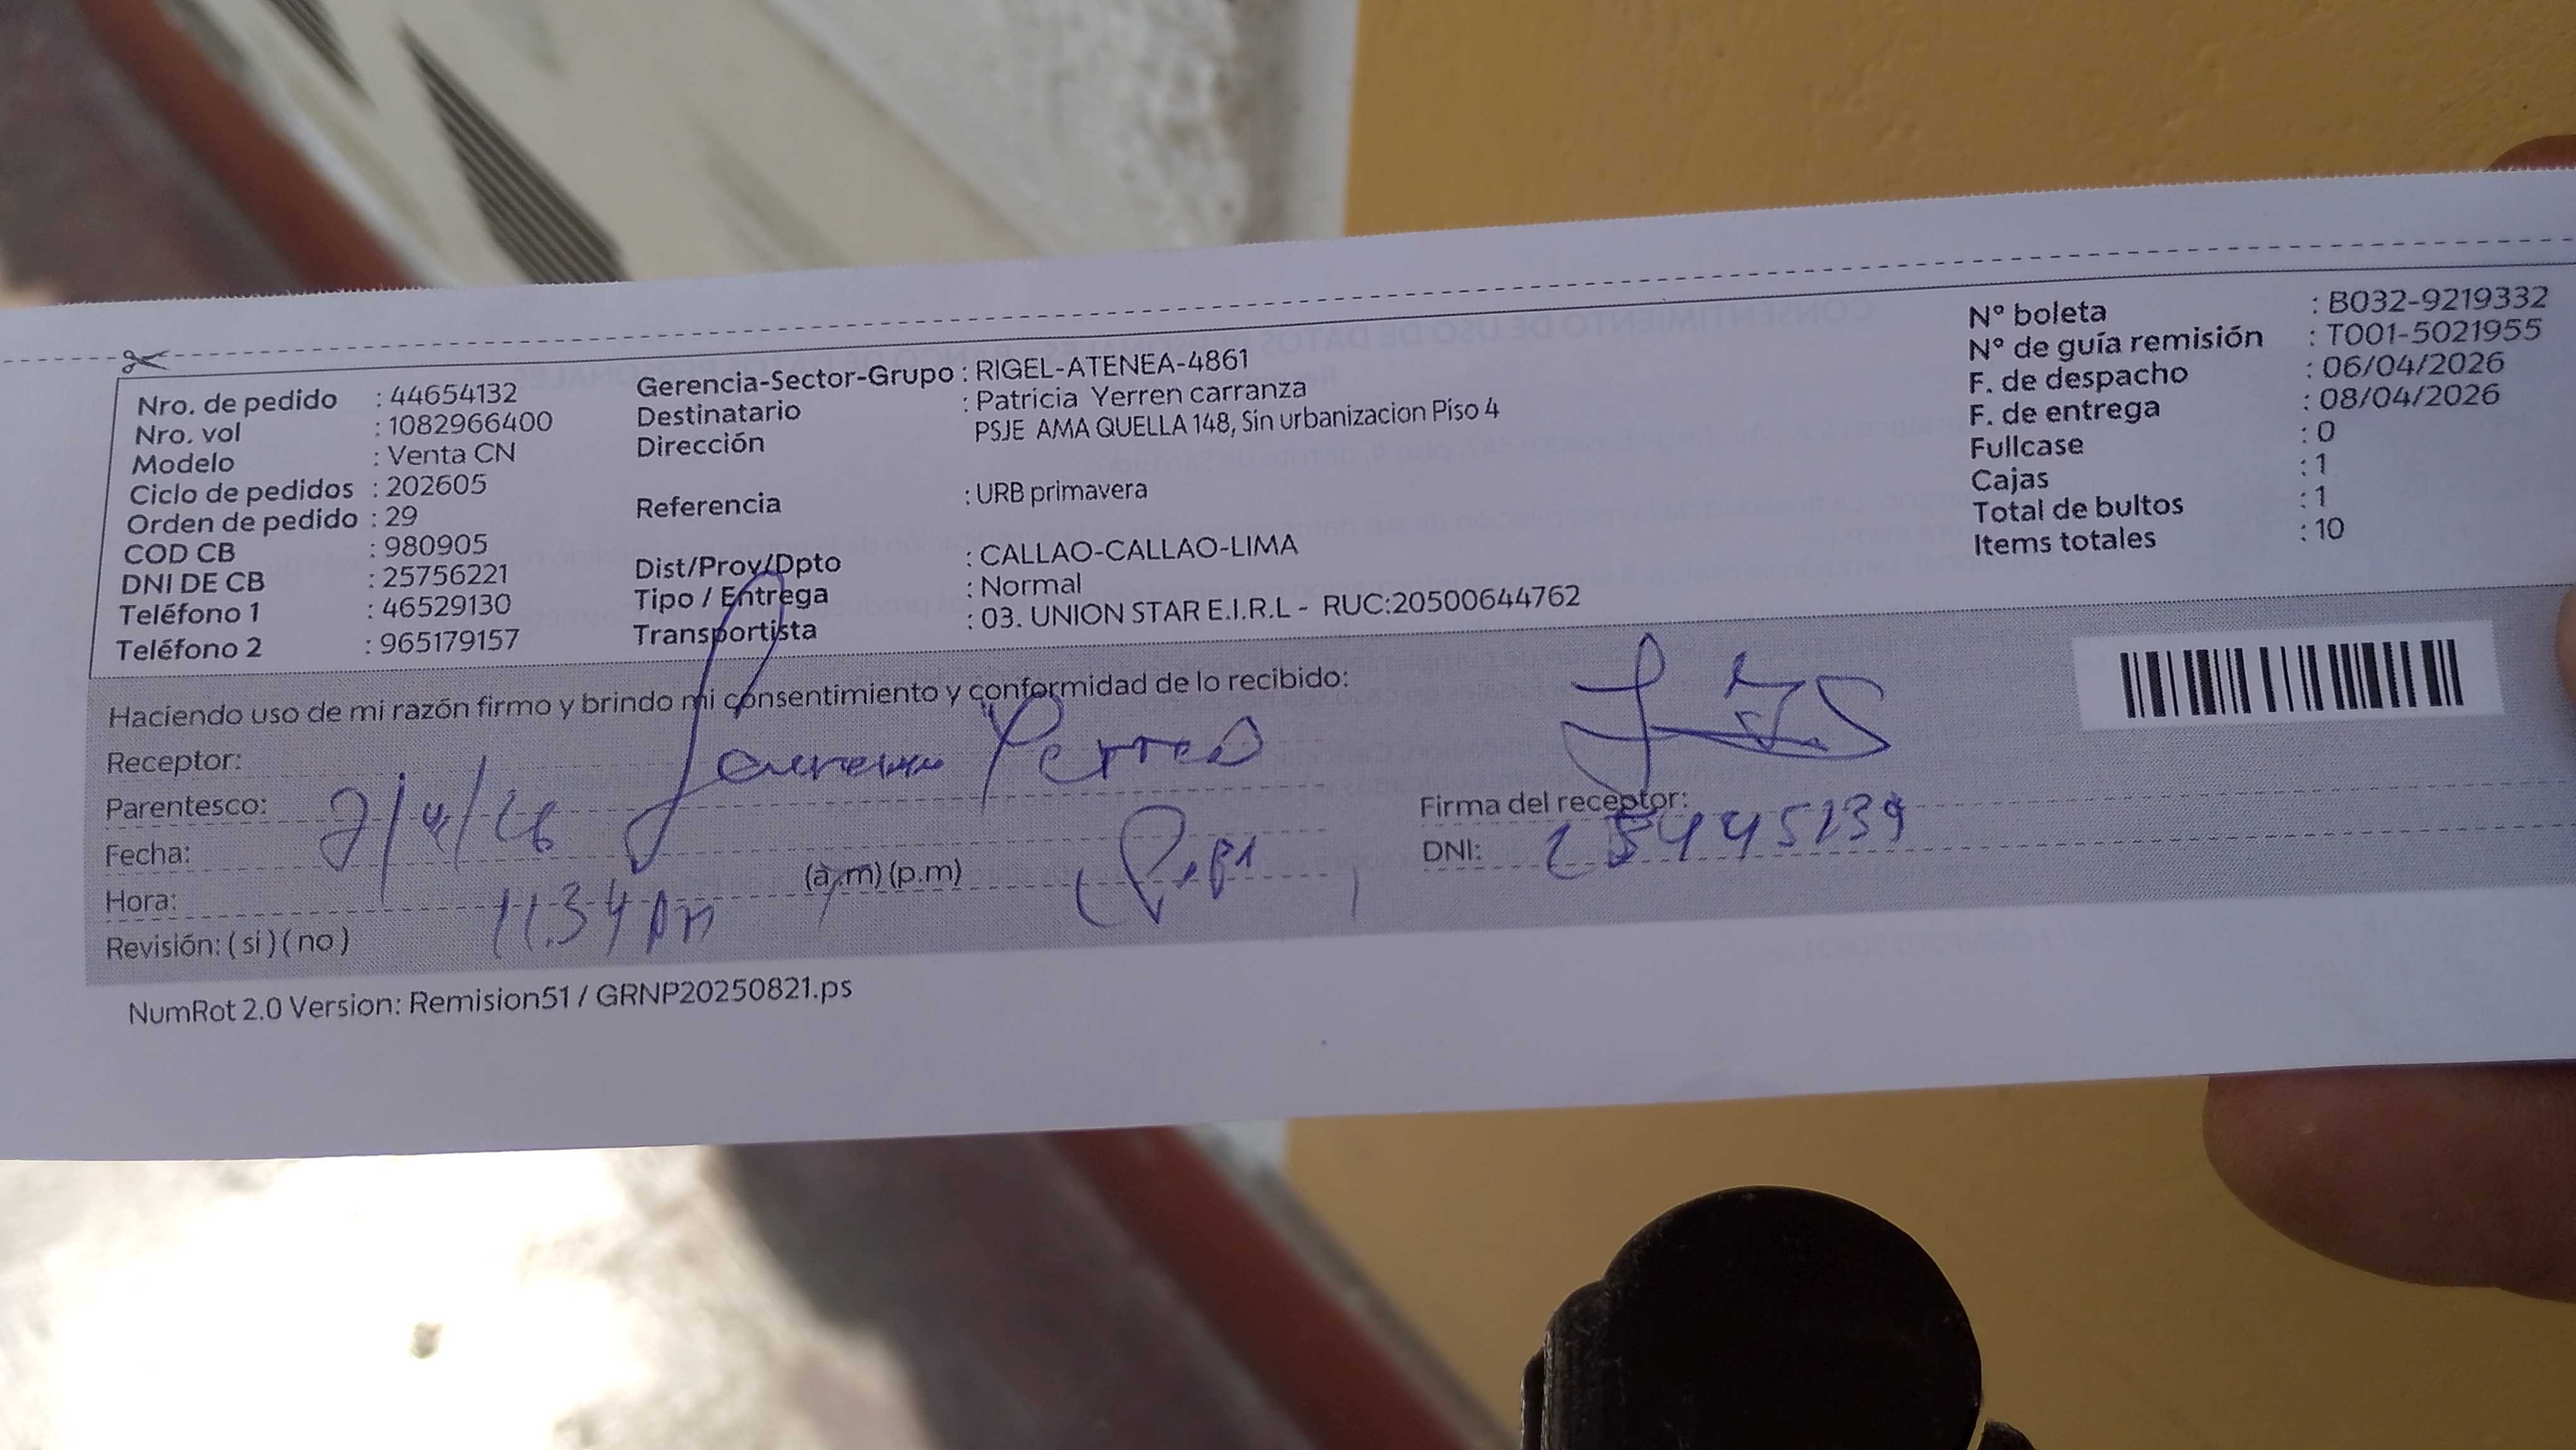 Nro. de pedido : 44654132
Nro. vol : 1082966400
Modelo : Venta CN
Ciclo de pedidos : 202605
Orden de pedido : 29
COD CB : 980905
DNI DE CB : 25756221
Teléfono 1 : 46529130
Teléfono 2 : 965179157
Gerencia-Sector-Grupo : RIGEL-ATENEA-4861
Destinatario : Patricia Yerren carranza
Dirección PSJE AMA QUELLA 148, Sin urbanizacion Piso 4
Referencia : URB primavera
Dist/Prov/Dpto : CALLAO-CALLAO-LIMA
Tipo / Entrega : Normal
Transportista : 03. UNION STAR E.I.R.L - RUC:20500644762
N° boleta : B032-9219332
N° de guía remisión : T001-5021955
F. de despacho : 06/04/2026
F. de entrega : 08/04/2026
Fullcase : 0
Cajas : 1
Total de bultos : 1
Items totales : 10
Haciendo uso de mi razón firmo y brindo mi consentimiento y conformidad de lo recibido:
Receptor:
Parentesco:
Fecha:
Hora: 11:34 am (a.m) (p.m)
Revisión: ( si ) ( no )
Firma del receptor:
DNI:
NumRot 2.0 Version: Remision51 / GRNP20250821.ps